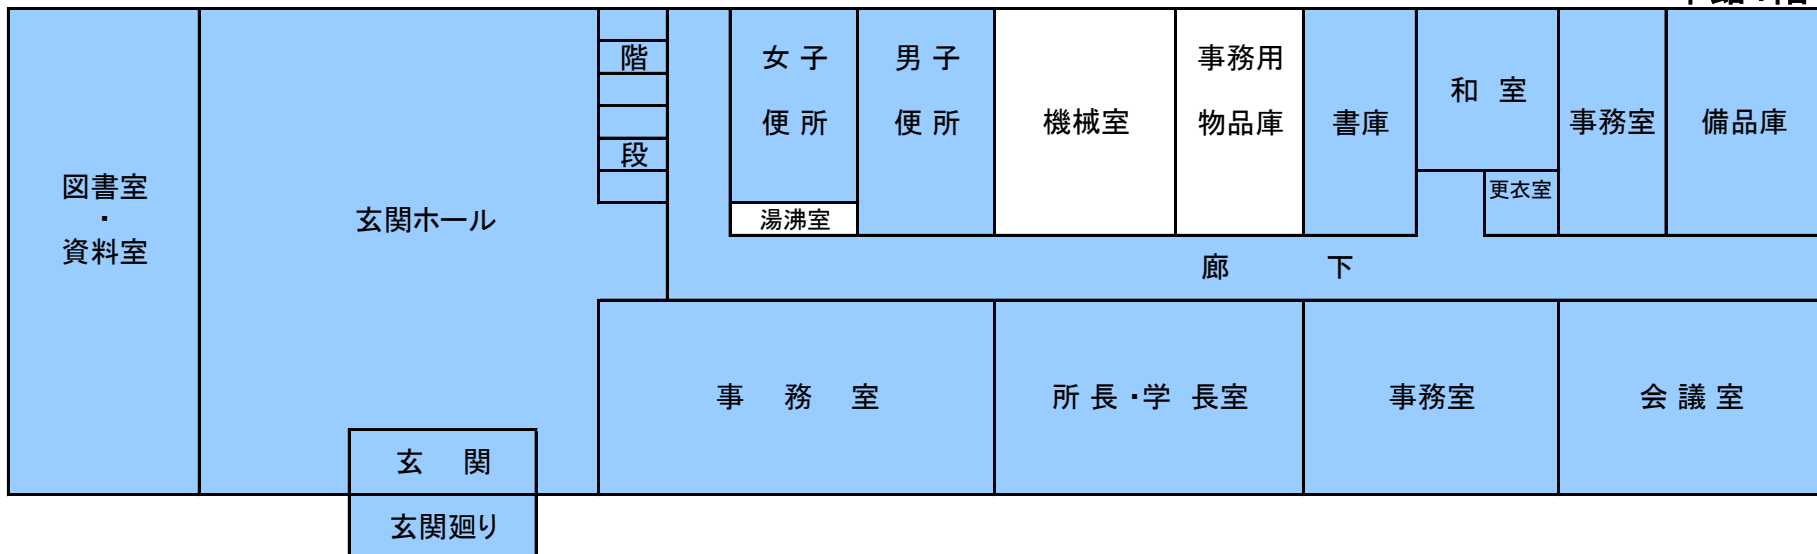 階
段
女 子
便 所
男 子
便 所
機械室
事務用
物品庫
書庫
和 室
事務室
備品庫
更衣室
湯沸室
図書室
・
資料室
玄関ホール
廊 下
事 務 室
所 長 ・学 長室
事務室
会 議 室
玄 関
玄関廻り